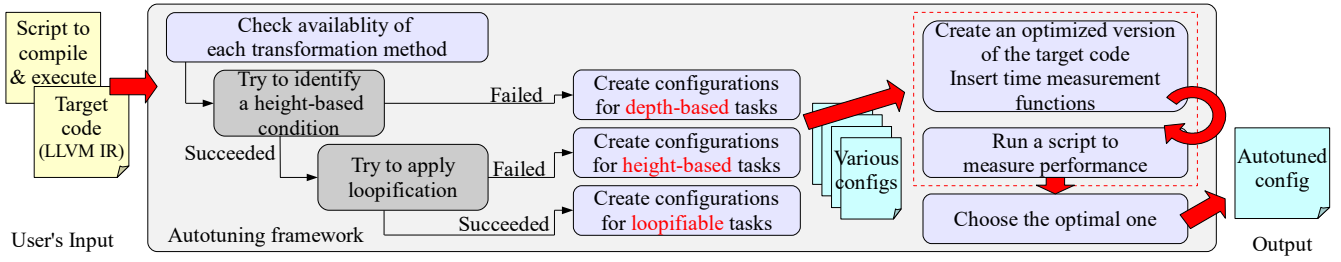 Script to
compile
& execute
Target
code
(LLVM IR)
User's Input
Check availablity of
each transformation method
Try to identify
a height-based
condition
Failed
Succeeded
Try to apply
loopification
Failed
Succeeded
Autotuning framework
Create configurations
for depth-based tasks
Create configurations
for height-based tasks
Create configurations
for loopifiable tasks
Various
configs
Create an optimized version
of the target code
Insert time measurement
functions
Run a script to
measure performance
Choose the optimal one
Autotuned
config
Output